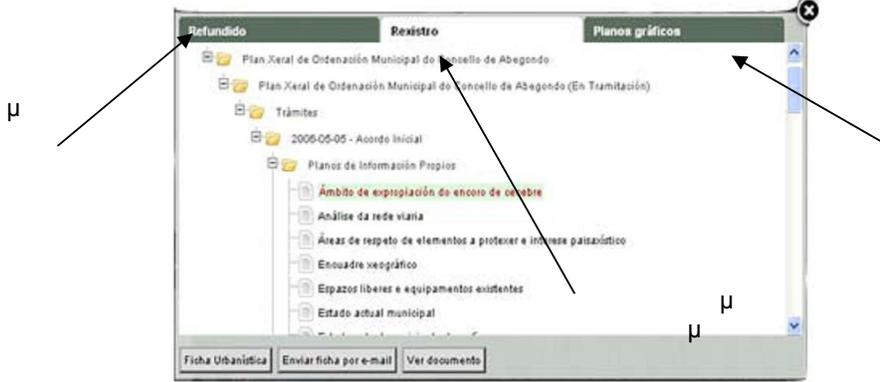 Refundido Rexistro Planos gráficos
Plan Xeral de Ordenación Municipal do Concello de Abegondo
µ Plan Xeral de Ordenación Municipal do Concello de Abegondo (En Tramitación)
Trámites
2006-05-05 - Acordo Inicial
Planos de Información Propios
Ámbito de expropiación do encoro de cecebre
Análise da rede viaria
Áreas de respeto de elementos a protexer e interese paisaxístico
Encuadre xeográfico
Espazos liberes e equipamentos existentes
Estado actual municipal µ
µ
Ficha Urbanística Enviar ficha por e-mail Ver documento